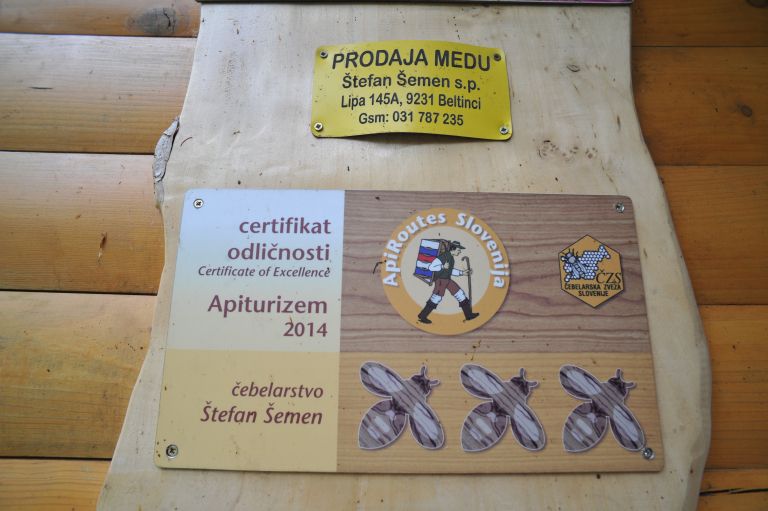 PRODAJA MEDU
Štefan Šemen s.p.
Lipa 145A, 9231 Beltinci
Gsm: 031 787 235
certifikat
odličnosti
Certificate of Excellence
Apiturizem
2014
čebelarstvo
Štefan Šemen
ApiRoutes Slovenija
ČZS
ČEBELARSKA ZVEZA
SLOVENIJE